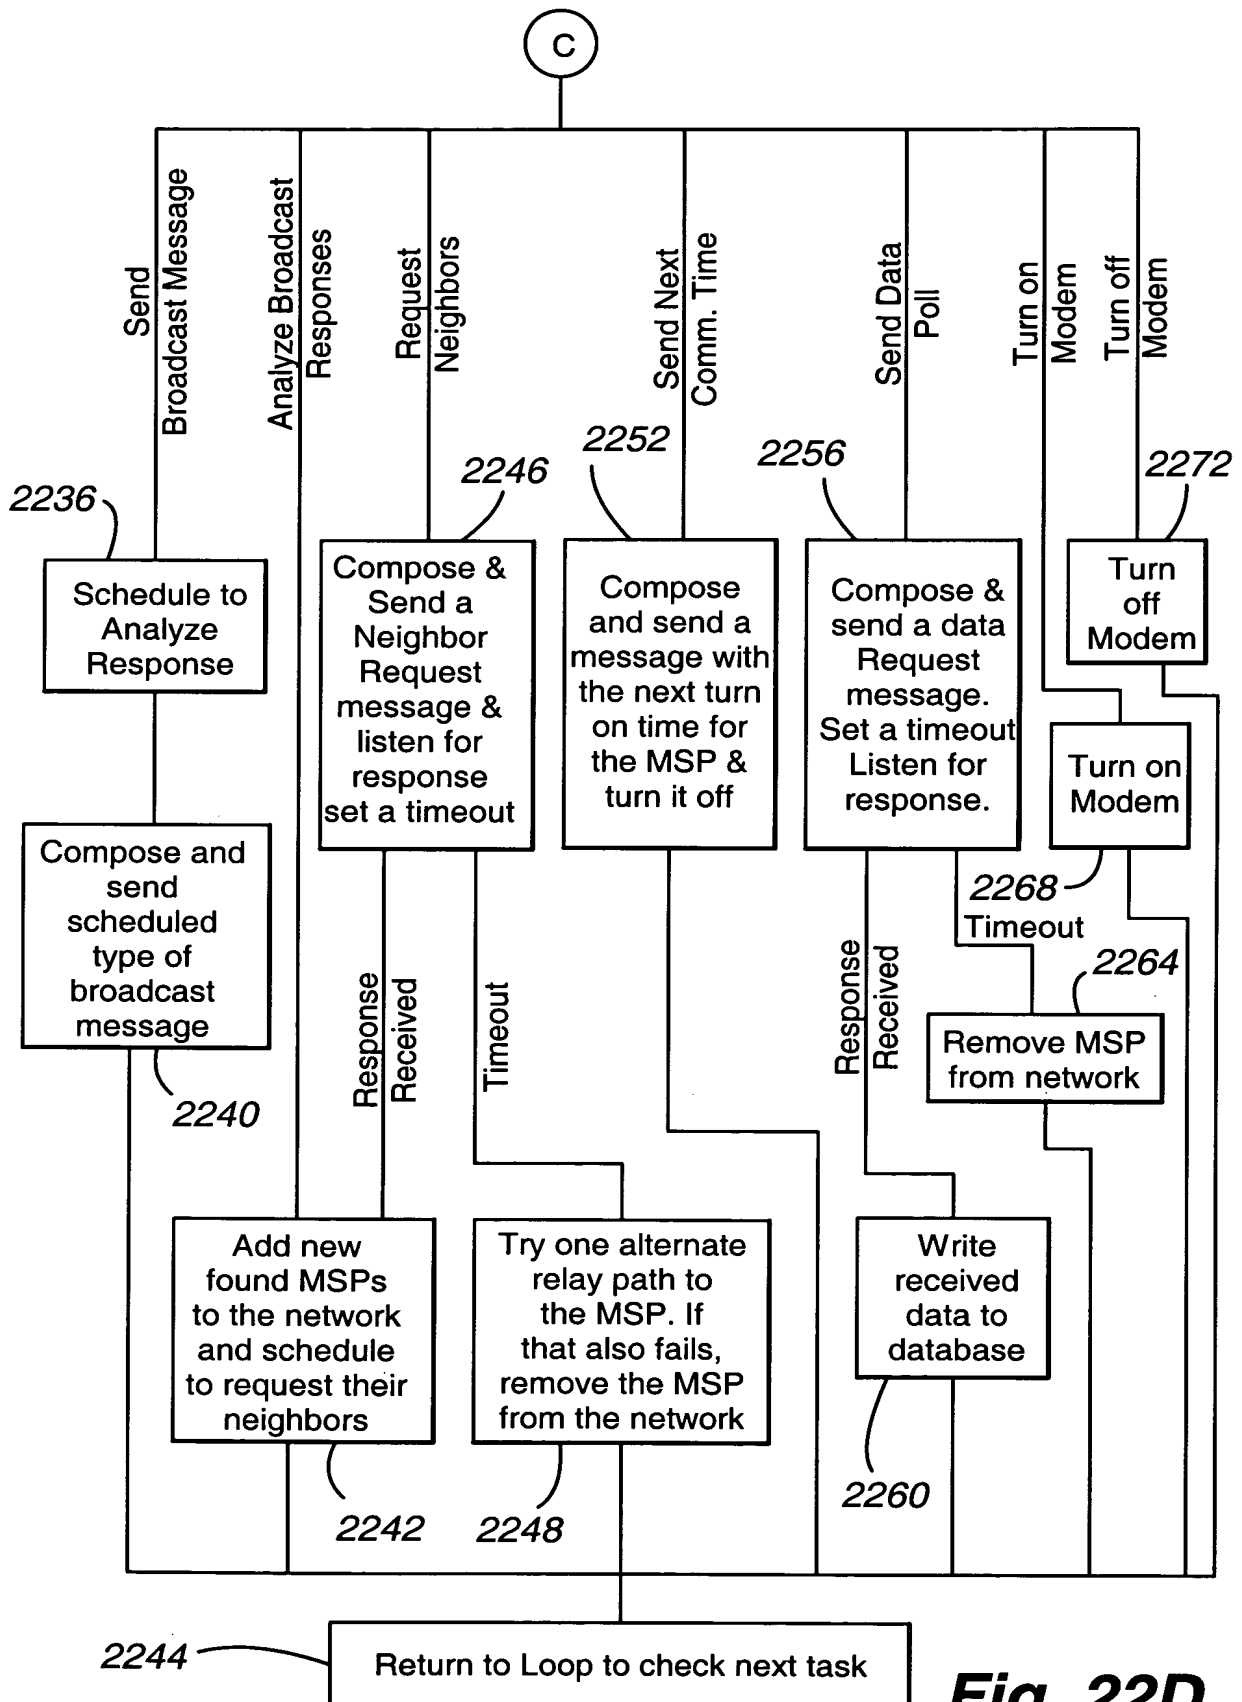 C
Send
Broadcast Message
Analyze Broadcast
Responses
Request
Neighbors
Send Next
Comm. Time
Send Data
Poll
Turn on
Modem
Turn off
Modem
2236
2246
2252
2256
2272
Schedule to
Analyze
Response
Compose &
Send a
Neighbor
Request
message &
listen for
response
set a timeout
Compose
and send a
message with
the next turn
on time for
the MSP &
turn it off
Compose &
send a data
Request
message.
Set a timeout
Listen for
response.
Turn
off
Modem
Turn on
Modem
2268
Compose and
send
scheduled
type of
broadcast
message
2240
Response
Received
Timeout
Response
Received
Timeout
2264
Remove MSP
from network
Add new
found MSPs
to the network
and schedule
to request their
neighbors
2242
Try one alternate
relay path to
the MSP. If
that also fails,
remove the MSP
from the network
2248
Write
received
data to
database
2260
2244
Return to Loop to check next task
Fig. 22D